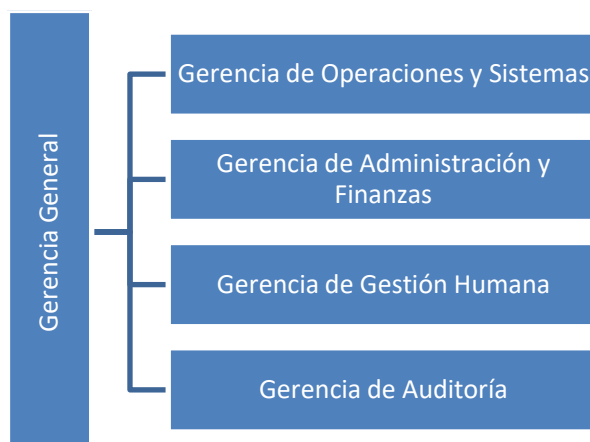 Gerencia General
Gerencia de Operaciones y Sistemas
Gerencia de Administración y
Finanzas
Gerencia de Gestión Humana
Gerencia de Auditoría